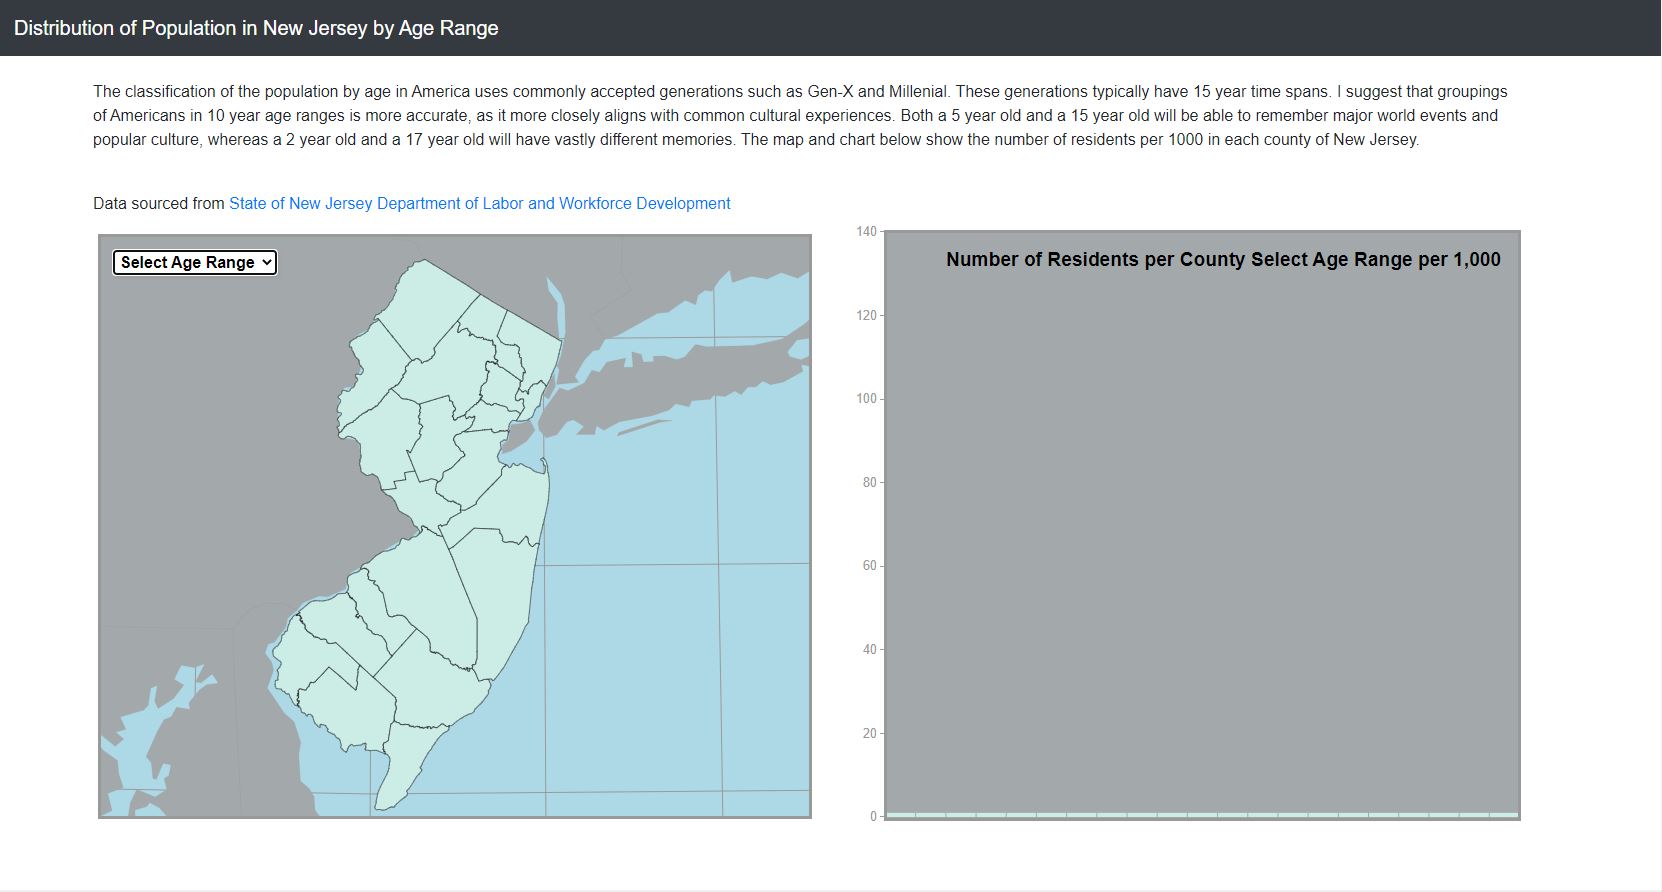 Distribution of Population in New Jersey by Age Range
The classification of the population by age in America uses commonly accepted generations such as Gen-X and Millenial. These generations typically have 15 year time spans. I suggest that groupings
of Americans in 10 year age ranges is more accurate, as it more closely aligns with common cultural experiences. Both a 5 year old and a 15 year old will be able to remember major world events and
popular culture, whereas a 2 year old and a 17 year old will have vastly different memories. The map and chart below show the number of residents per 1000 in each county of New Jersey.
Data sourced from State of New Jersey Department of Labor and Workforce Development
Select Age Range
Number of Residents per County Select Age Range per 1,000
140
120
100
80
60
40
20
0